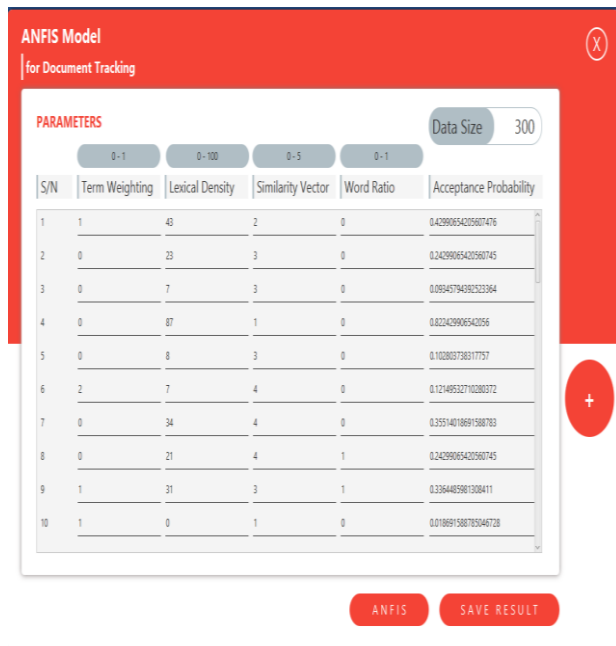 ANFIS Model
X
for Document Tracking
PARAMETERS
Data Size 300
0 - 1 0 - 100 0 - 5 0 - 1
S/N Term Weighting Lexical Density Similarity Vector Word Ratio Acceptance Probability
1 1 43 2 0 0.42990654205607476
2 0 23 3 0 0.24299065420560745
3 0 7 3 0 0.09345794392523364
4 0 87 1 0 0.822429906542056
5 0 8 3 0 0.102803738317757
6 2 7 4 0 0.12149532710280372
7 0 34 4 0 0.35514018691588783
8 0 21 4 1 0.24299065420560745
9 1 31 3 1 0.3364485981308411
10 1 0 1 0 0.018691588785046728
+
ANFIS SAVE RESULT